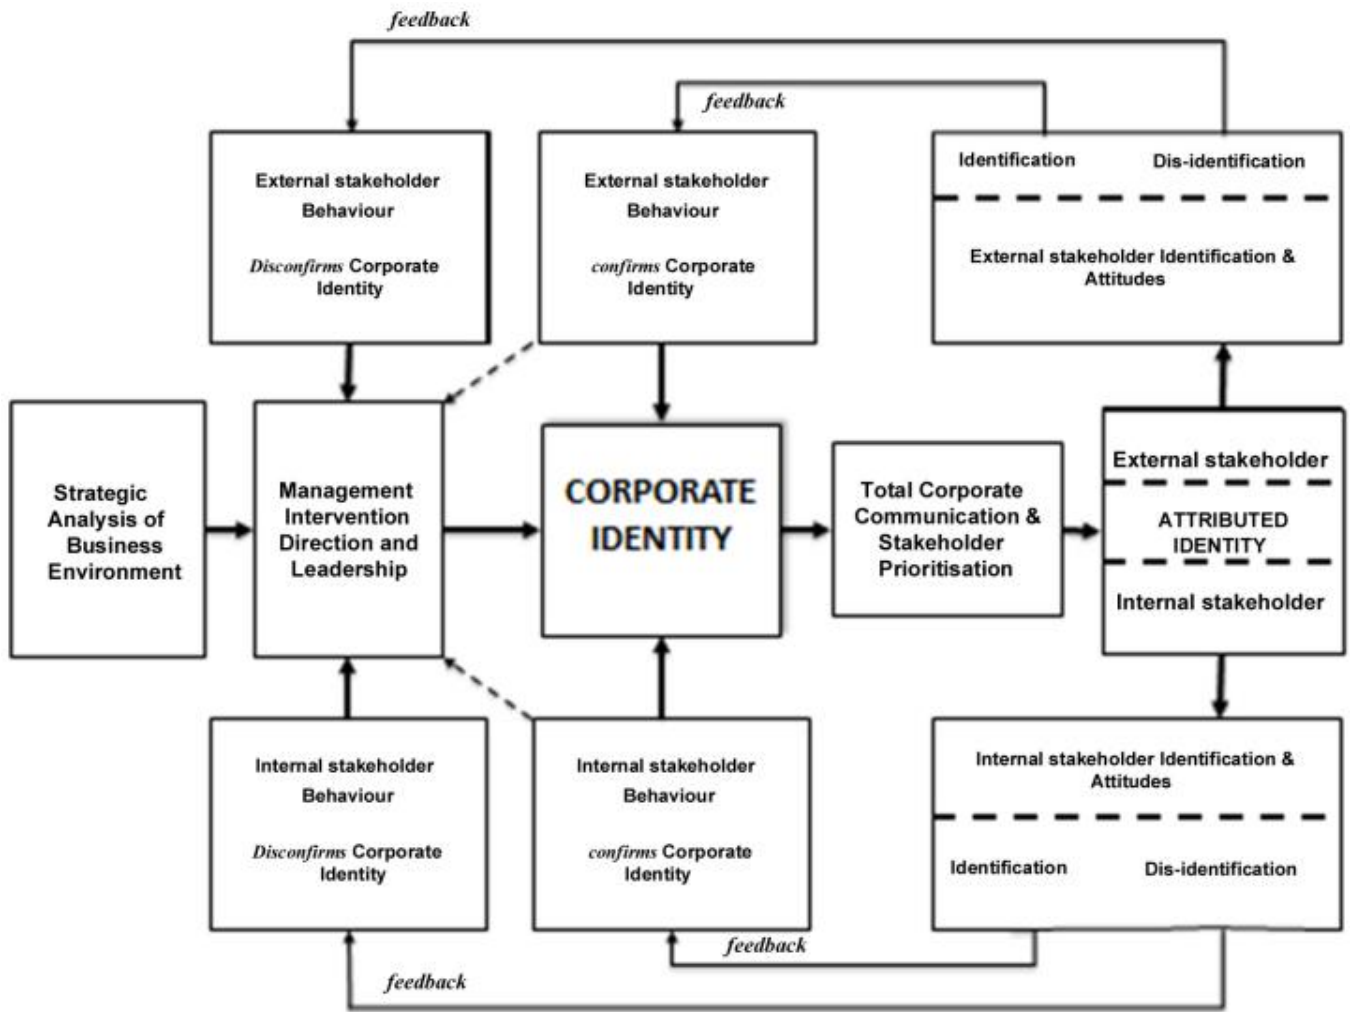 feedback
feedback
External stakeholder
Behaviour
Disconfirms Corporate
Identity
External stakeholder
Behaviour
confirms Corporate
Identity
Identification
Dis-identification
External stakeholder Identification &
Attitudes
Strategic
Analysis of
Business
Environment
Management
Intervention
Direction and
Leadership
CORPORATE
IDENTITY
Total Corporate
Communication &
Stakeholder
Prioritisation
External stakeholder
ATTRIBUTED
IDENTITY
Internal stakeholder
Internal stakeholder
Behaviour
Disconfirms Corporate
Identity
Internal stakeholder
Behaviour
confirms Corporate
Identity
Internal stakeholder Identification &
Attitudes
Identification
Dis-identification
feedback
feedback